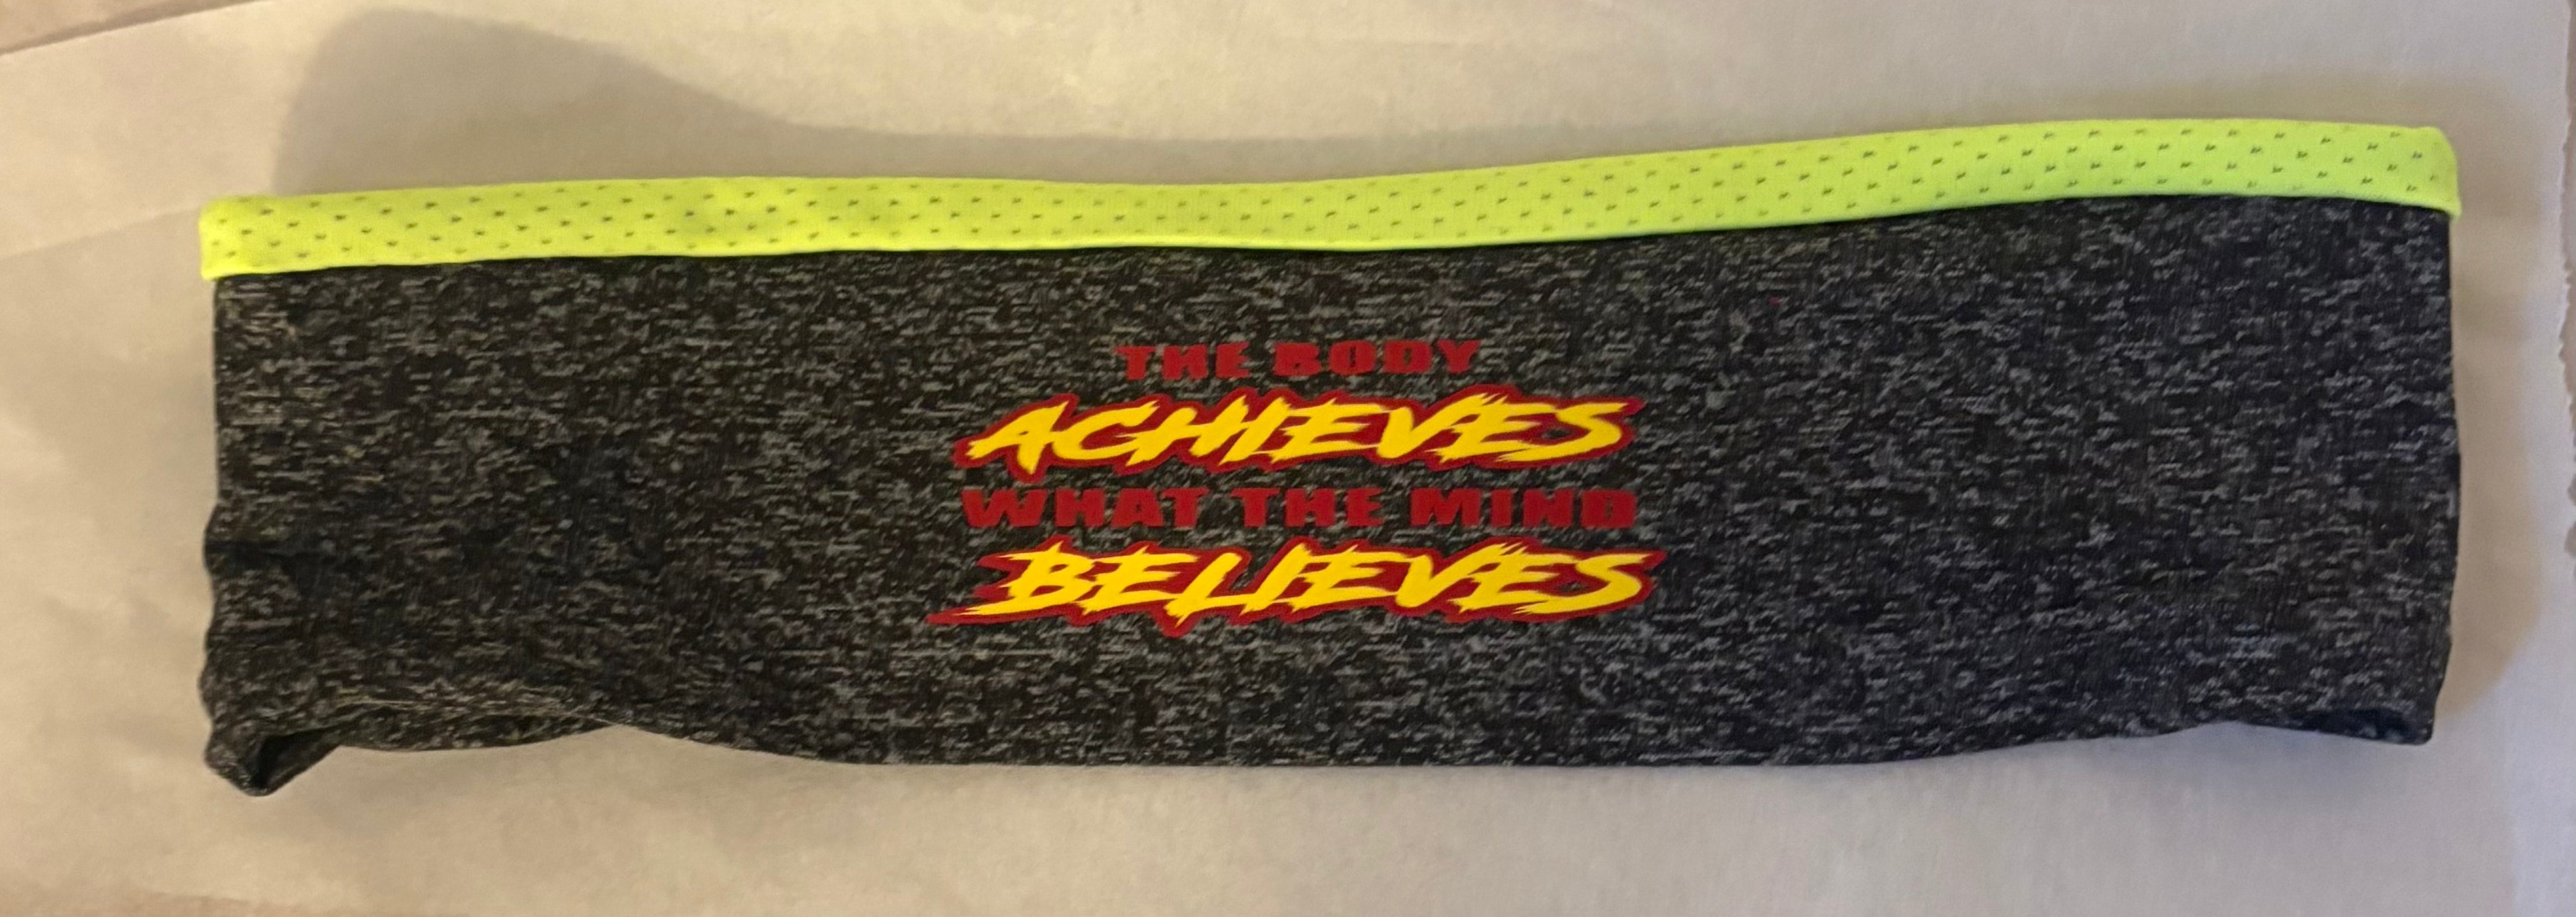 THE BODY
ACHIEVES
WHAT THE MIND
BELIEVES